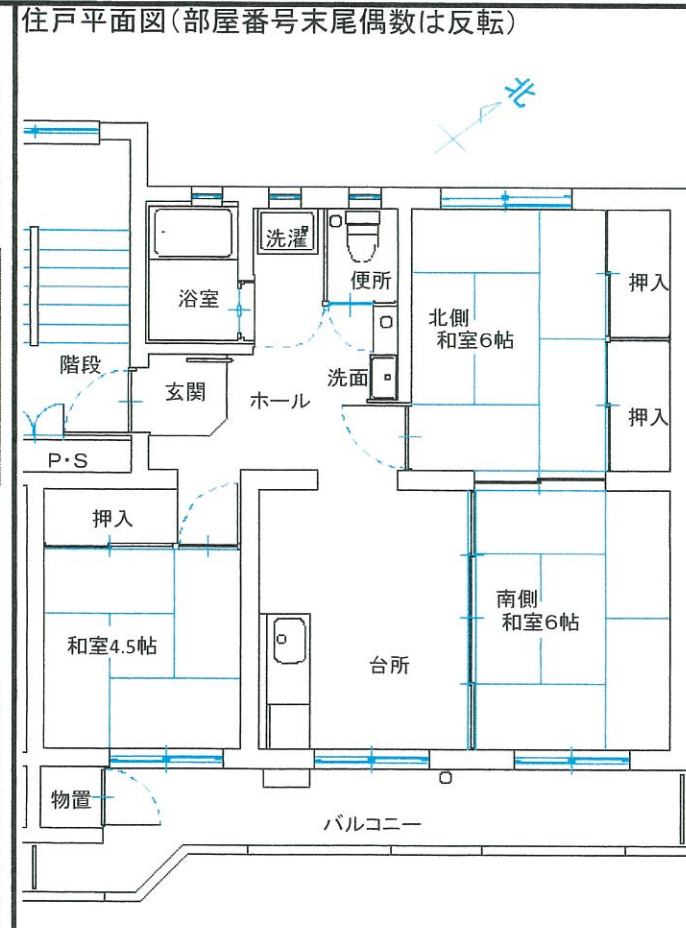 住戸平面図(部屋番号末尾偶数は反転)
北
洗濯
便所
押入
浴室
北側
和室6帖
階段
玄関
ホール
洗面
押入
P・S
押入
南側
和室6帖
和室4.5帖
台所
物置
バルコニー